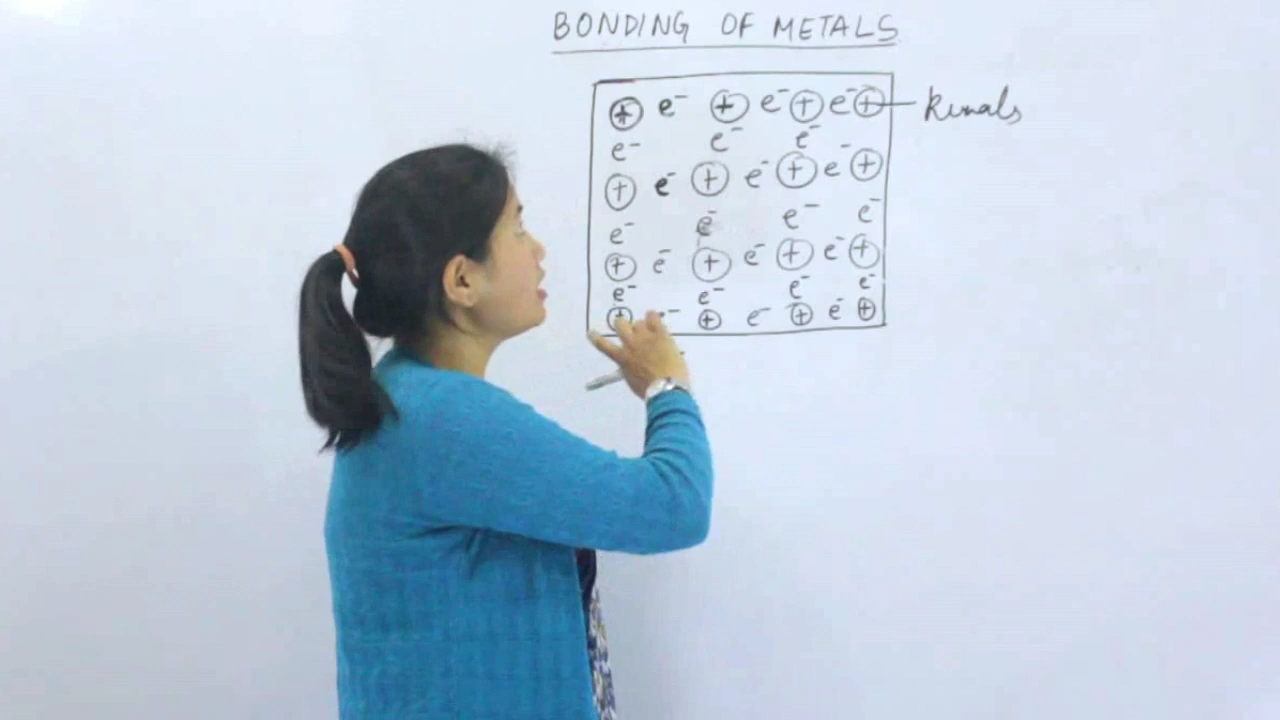 BONDING OF METALS
+ e⁻ + e⁻ + e⁻ + Kernals
e⁻ e⁻ e⁻
+ e⁻ + e⁻ + e⁻ +
e⁻ e⁻ e⁻ e⁻
+ e⁻ + e⁻ + e⁻ +
e⁻ e⁻ e⁻ e⁻
+ e⁻ + e⁻ + e⁻ +